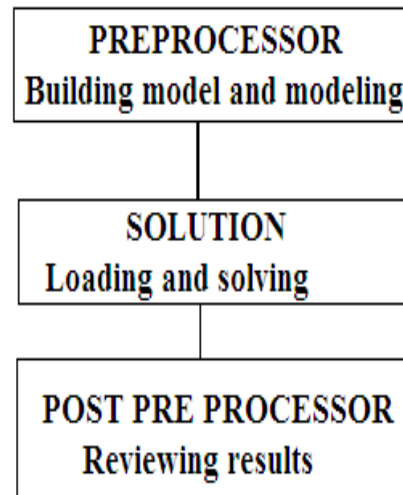 PREPROCESSOR
Building model and modeling
SOLUTION
Loading and solving
POST PRE PROCESSOR
Reviewing results